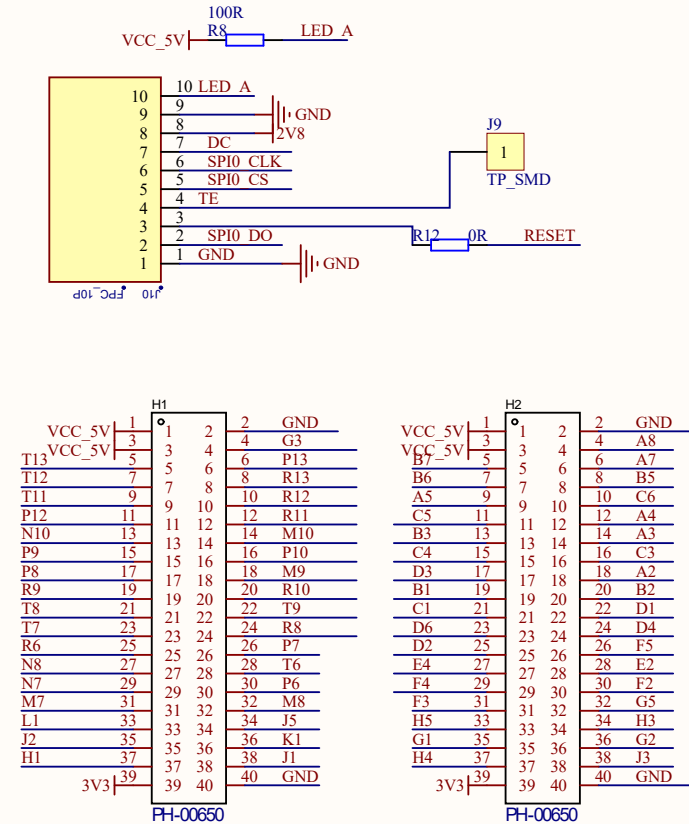 100R
R8 LED_A
VCC_5V
10 10 LED_A
9 9 GND
8 8 2V8
7 7 DC
6 6 SPI0_CLK
5 5 SPI0_CS
4 4 TE
3 3
2 2 SPI0_DO
1 1 GND GND
J9
1
TP_SMD
R12 0R RESET
FPC_10P J10
H1
VCC_5V 1 1 2 2 GND
VCC_5V 3 3 4 4 G3
T13 5 5 6 6 P13
T12 7 7 8 8 R13
T11 9 9 10 10 R12
P12 11 11 12 12 R11
N10 13 13 14 14 M10
P9 15 15 16 16 P10
P8 17 17 18 18 M9
R9 19 19 20 20 R10
T8 21 21 22 22 T9
T7 23 23 24 24 R8
R6 25 25 26 26 P7
N8 27 27 28 28 T6
N7 29 29 30 30 P6
M7 31 31 32 32 M8
L1 33 33 34 34 J5
J2 35 35 36 36 K1
H1 37 37 38 38 J1
3V3 39 39 40 40 GND
PH-00650
H2
VCC_5V 1 1 2 2 GND
VCC_5V 3 3 4 4 A8
B7 5 5 6 6 A7
B6 7 7 8 8 B5
A5 9 9 10 10 C6
C5 11 11 12 12 A4
B3 13 13 14 14 A3
C4 15 15 16 16 C3
D3 17 17 18 18 A2
B1 19 19 20 20 B2
C1 21 21 22 22 D1
D6 23 23 24 24 D4
D2 25 25 26 26 F5
E4 27 27 28 28 E2
F4 29 29 30 30 F2
F3 31 31 32 32 G5
H5 33 33 34 34 H3
G1 35 35 36 36 G2
H4 37 37 38 38 J3
3V3 39 39 40 40 GND
PH-00650